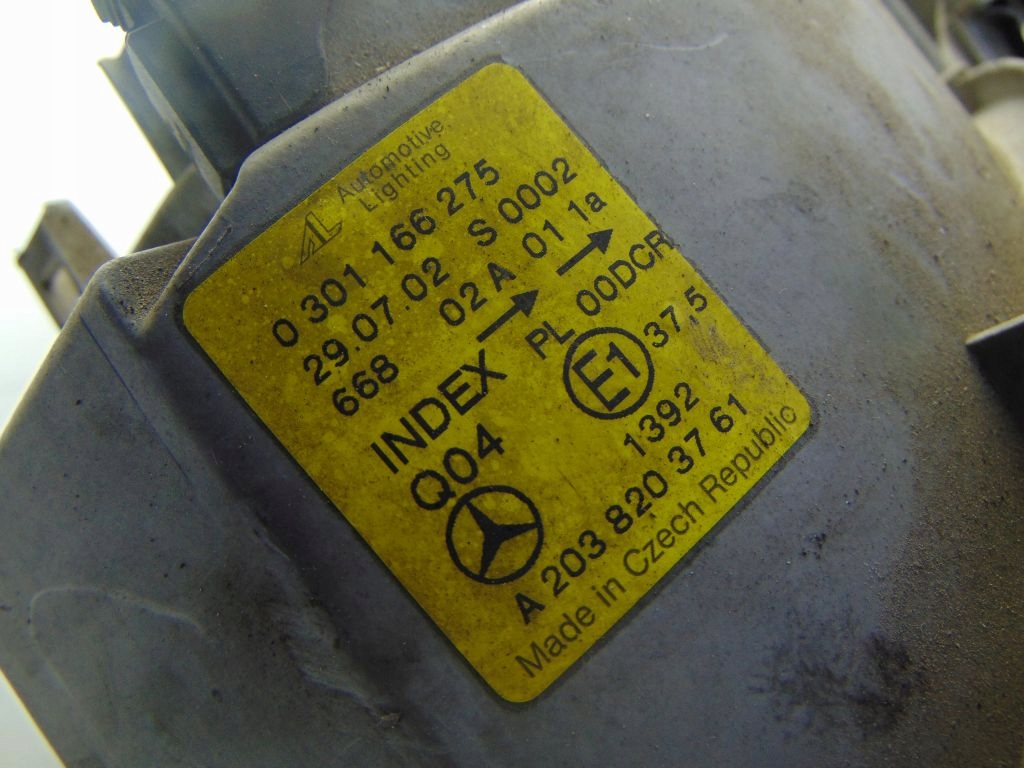 AL Automotive
Lighting
0 301 166 275
29.07.02 S 0002
668 02 A 01 1a
INDEX → PL 00DCR →
Q04 E1 37,5
1392
A 203 820 37 61
Made in Czech Republic